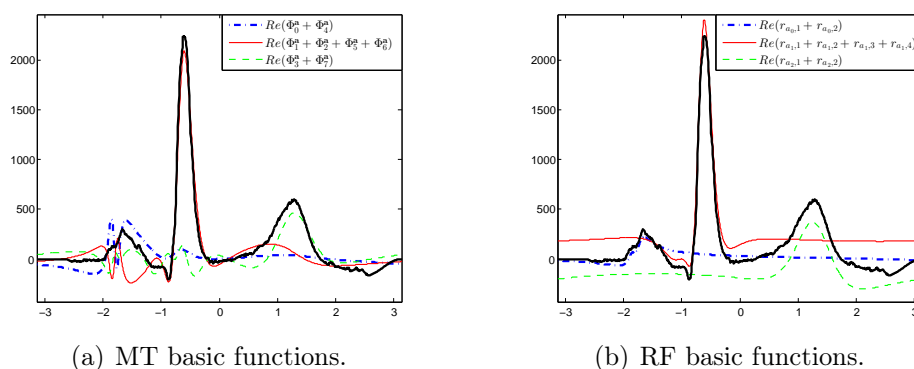 Re(Φ₀ᵃ + Φ₄ᵃ)
Re(Φ₁ᵃ + Φ₂ᵃ + Φ₅ᵃ + Φ₆ᵃ)
Re(Φ₃ᵃ + Φ₇ᵃ)
2000
1500
1000
500
0
−3 −2 −1 0 1 2 3
(a) MT basic functions.
Re(r_{a₀,1} + r_{a₀,2})
Re(r_{a₁,1} + r_{a₁,2} + r_{a₁,3} + r_{a₁,4})
Re(r_{a₂,1} + r_{a₂,2})
2000
1500
1000
500
0
−3 −2 −1 0 1 2 3
(b) RF basic functions.